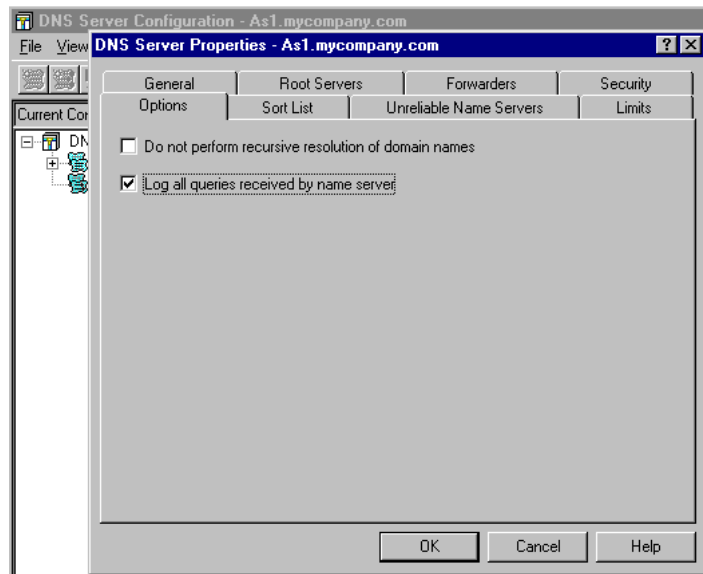 DNS Server Configuration - As1.mycompany.com
File View
DNS Server Properties - As1.mycompany.com
General Root Servers Forwarders Security
Options Sort List Unreliable Name Servers Limits
Current Cor
DN
Do not perform recursive resolution of domain names
Log all queries received by name server
OK Cancel Help